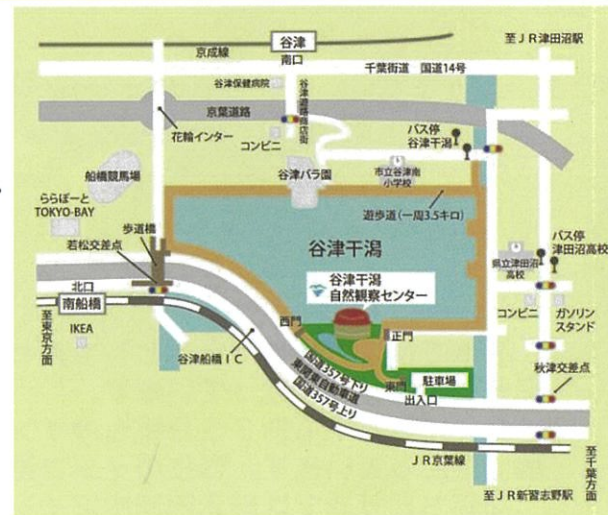 谷津
京成線
南口
至JR津田沼駅
千葉街道 国道14号
谷津保健病院
谷津遊路商店街
京葉道路
花輪インター
コンビニ
バス停
谷津干潟
船橋競馬場
谷津バラ園
市立谷津南
小学校
ららぽーと
TOKYO-BAY
遊歩道(一周3.5キロ)
歩道橋
若松交差点
谷津干潟
バス停
津田沼高校
県立津田沼
高校
谷津干潟
自然観察センター
北口
南船橋
コンビニ
ガソリン
スタンド
至東京方面
IKEA
西門
正門
谷津船橋IC
国道357号下り
東関東自動車道
国道357号上り
東門
駐車場
出入口
秋津交差点
JR京葉線
至千葉方面
至JR新習志野駅